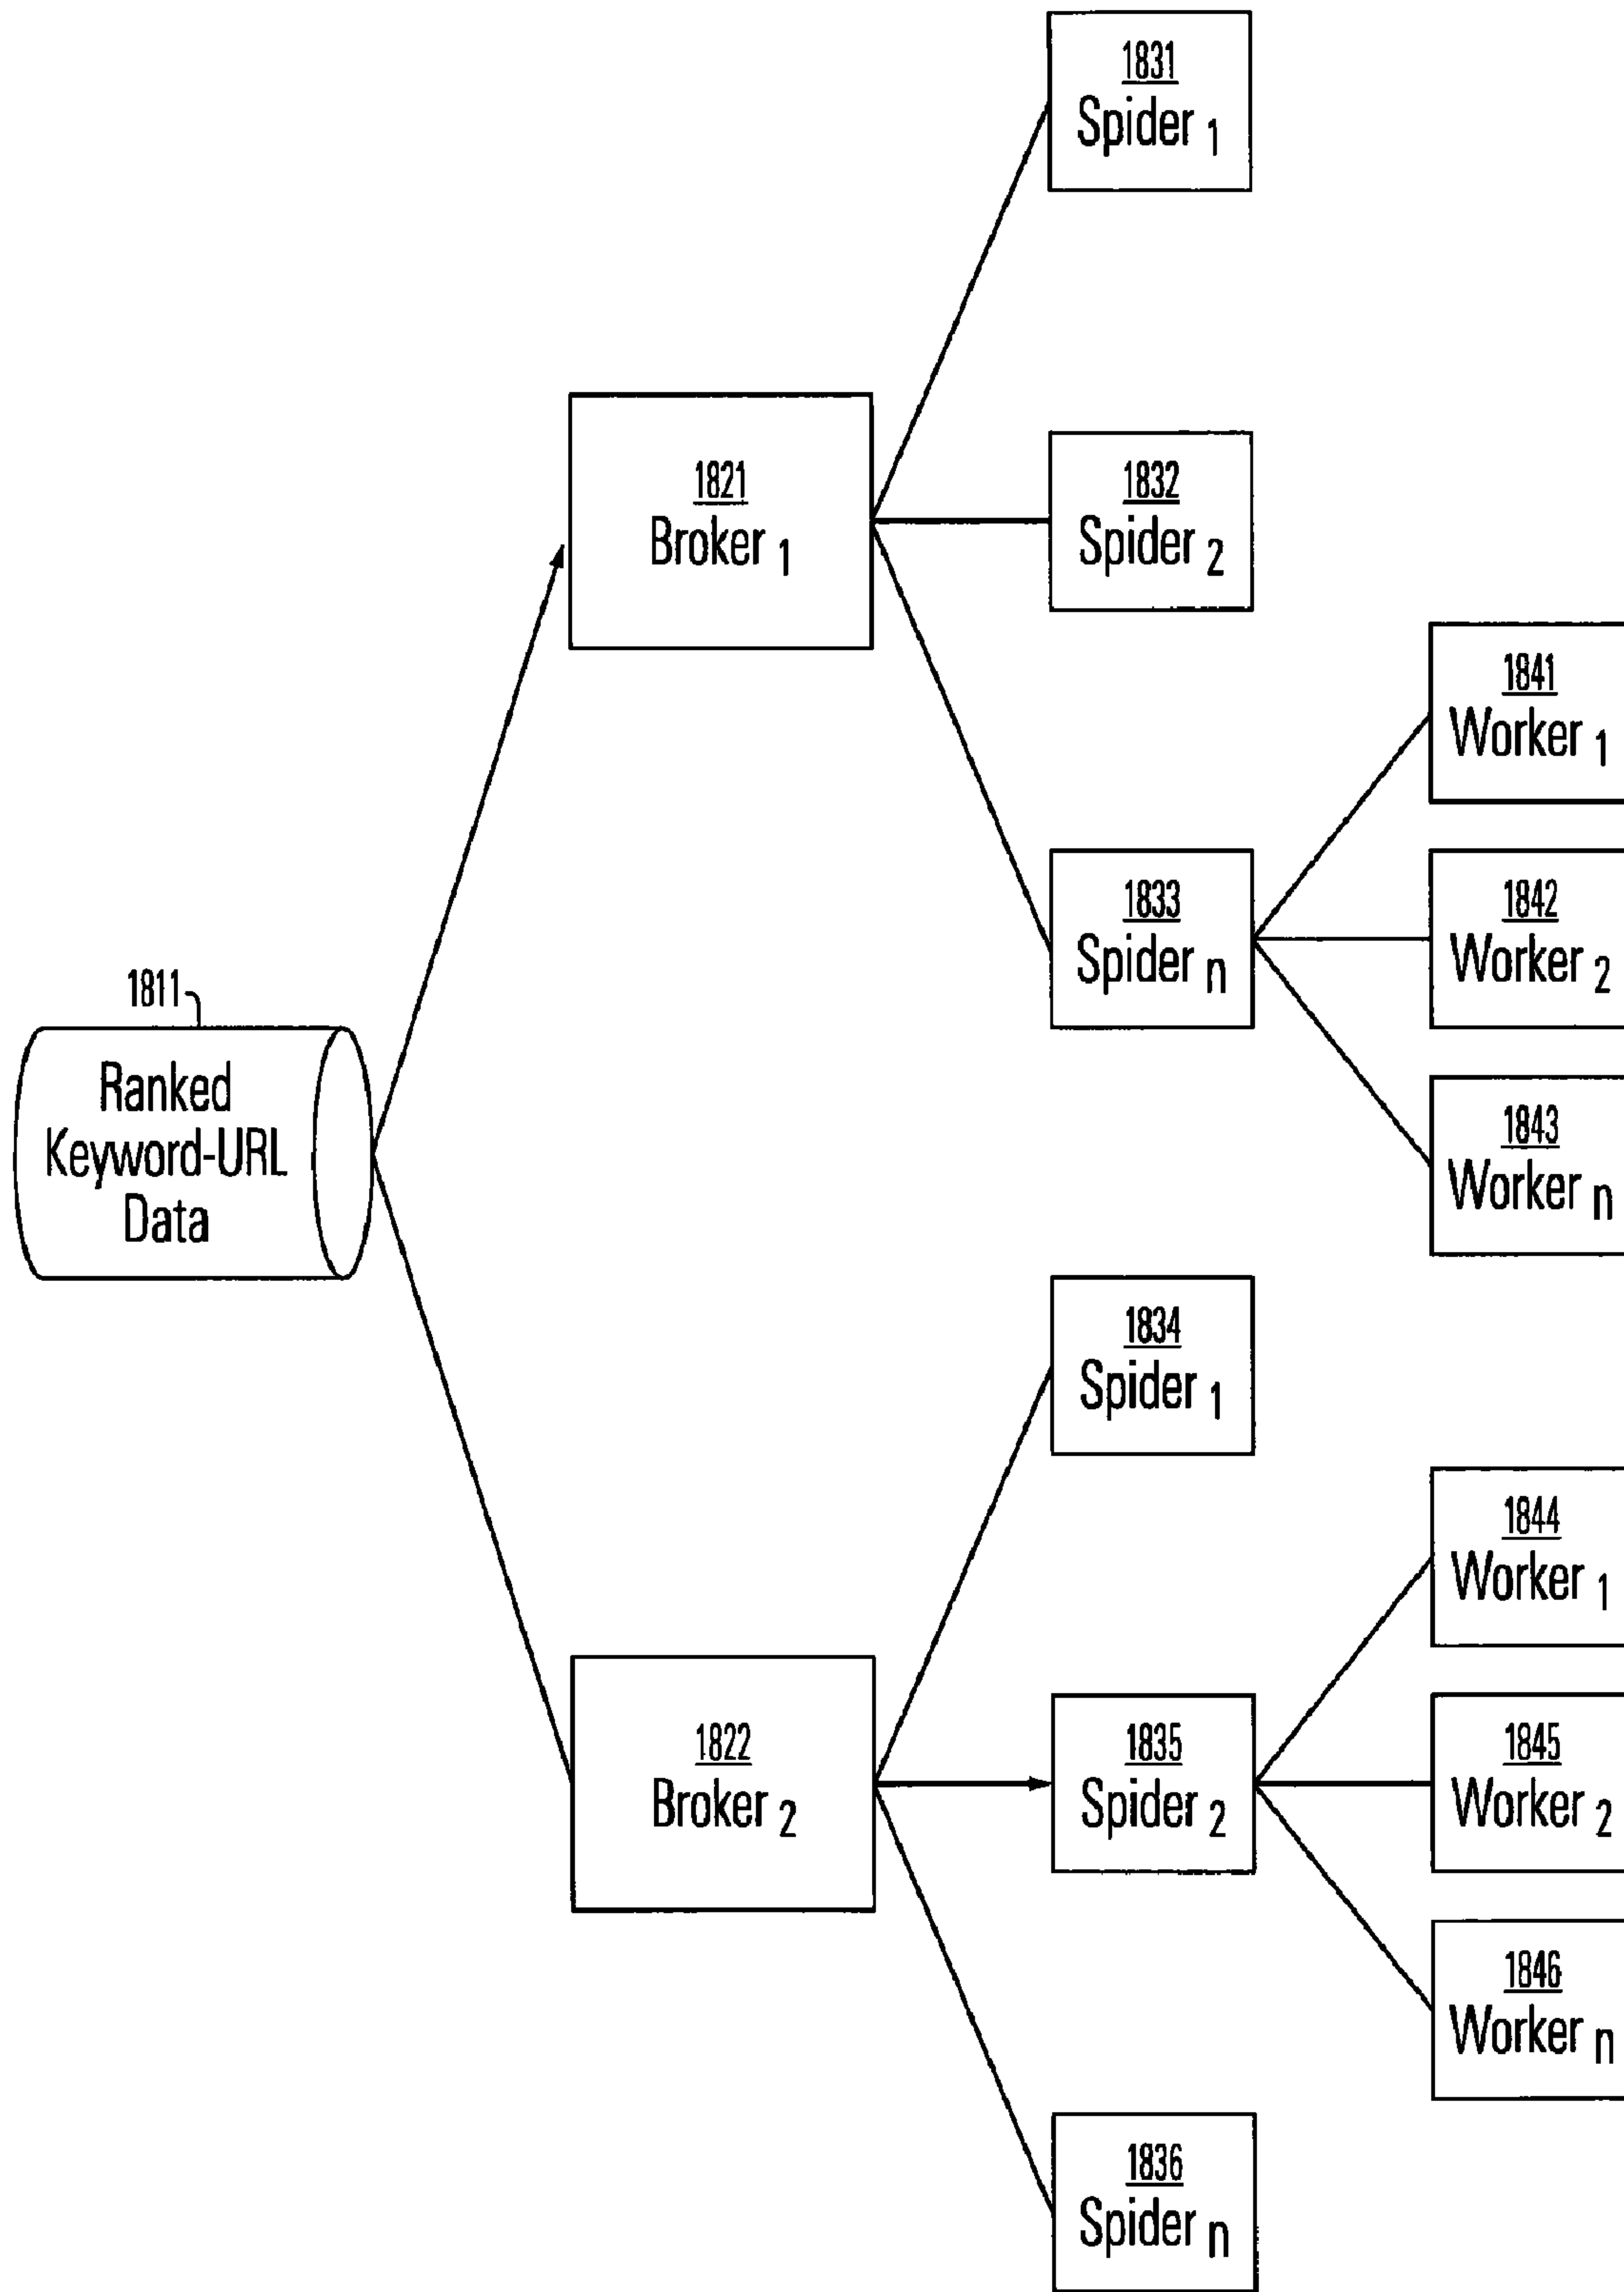 1831
Spider 1
1821
Broker 1
1832
Spider 2
1841
Worker 1
1833
Spider n
1842
Worker 2
1843
Worker n
1811
Ranked
Keyword-URL
Data
1834
Spider 1
1844
Worker 1
1822
Broker 2
1835
Spider 2
1845
Worker 2
1846
Worker n
1836
Spider n